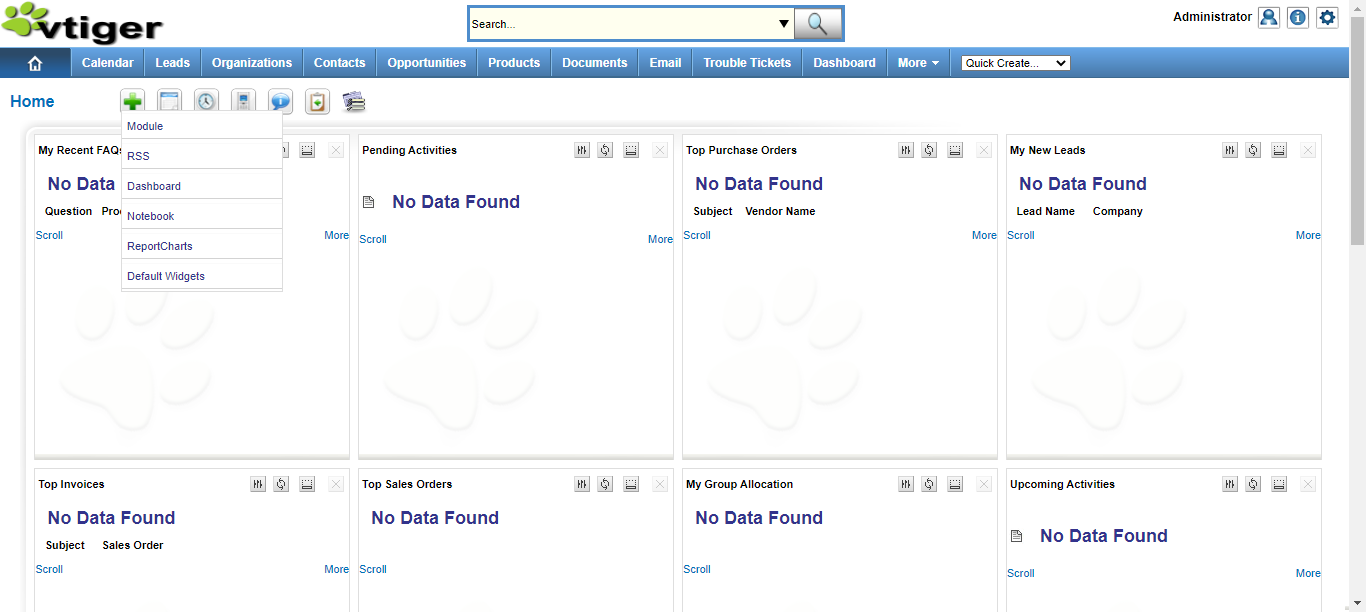 vtiger
Search...
Administrator
Calendar Leads Organizations Contacts Opportunities Products Documents Email Trouble Tickets Dashboard More Quick Create...
Home
Module
RSS
Dashboard
Notebook
ReportCharts
Default Widgets
My Recent FAQs
No Data
Question
Scroll More
Pending Activities
No Data Found
Scroll More
Top Purchase Orders
No Data Found
Subject Vendor Name
Scroll More
My New Leads
No Data Found
Lead Name Company
Scroll More
Top Invoices
No Data Found
Subject Sales Order
Scroll More
Top Sales Orders
No Data Found
Scroll
My Group Allocation
No Data Found
Scroll
Upcoming Activities
No Data Found
Scroll More